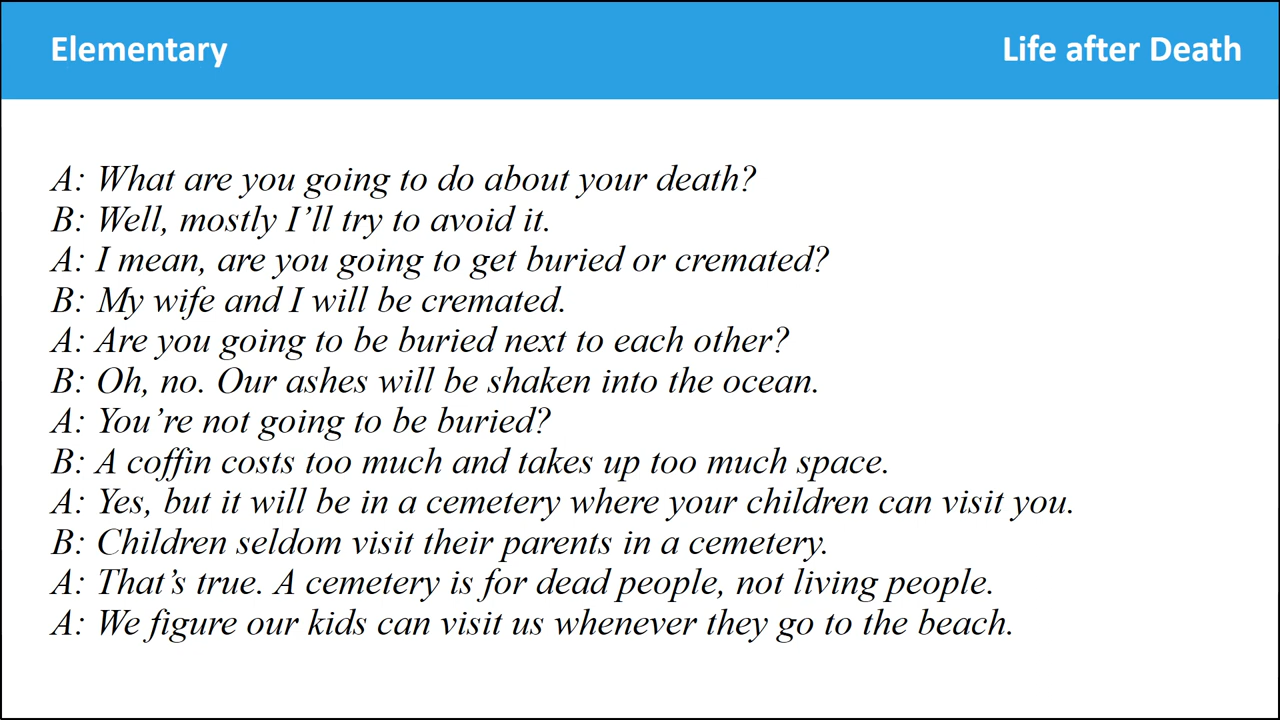 Elementary
Life after Death
A: What are you going to do about your death?
B: Well, mostly I’ll try to avoid it.
A: I mean, are you going to get buried or cremated?
B: My wife and I will be cremated.
A: Are you going to be buried next to each other?
B: Oh, no. Our ashes will be shaken into the ocean.
A: You’re not going to be buried?
B: A coffin costs too much and takes up too much space.
A: Yes, but it will be in a cemetery where your children can visit you.
B: Children seldom visit their parents in a cemetery.
A: That’s true. A cemetery is for dead people, not living people.
A: We figure our kids can visit us whenever they go to the beach.